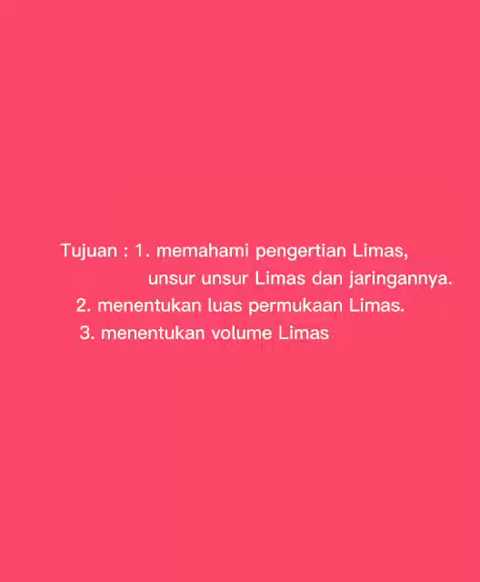 Tujuan : 1. memahami pengertian Limas,
unsur unsur Limas dan jaringannya.
2. menentukan luas permukaan Limas.
3. menentukan volume Limas